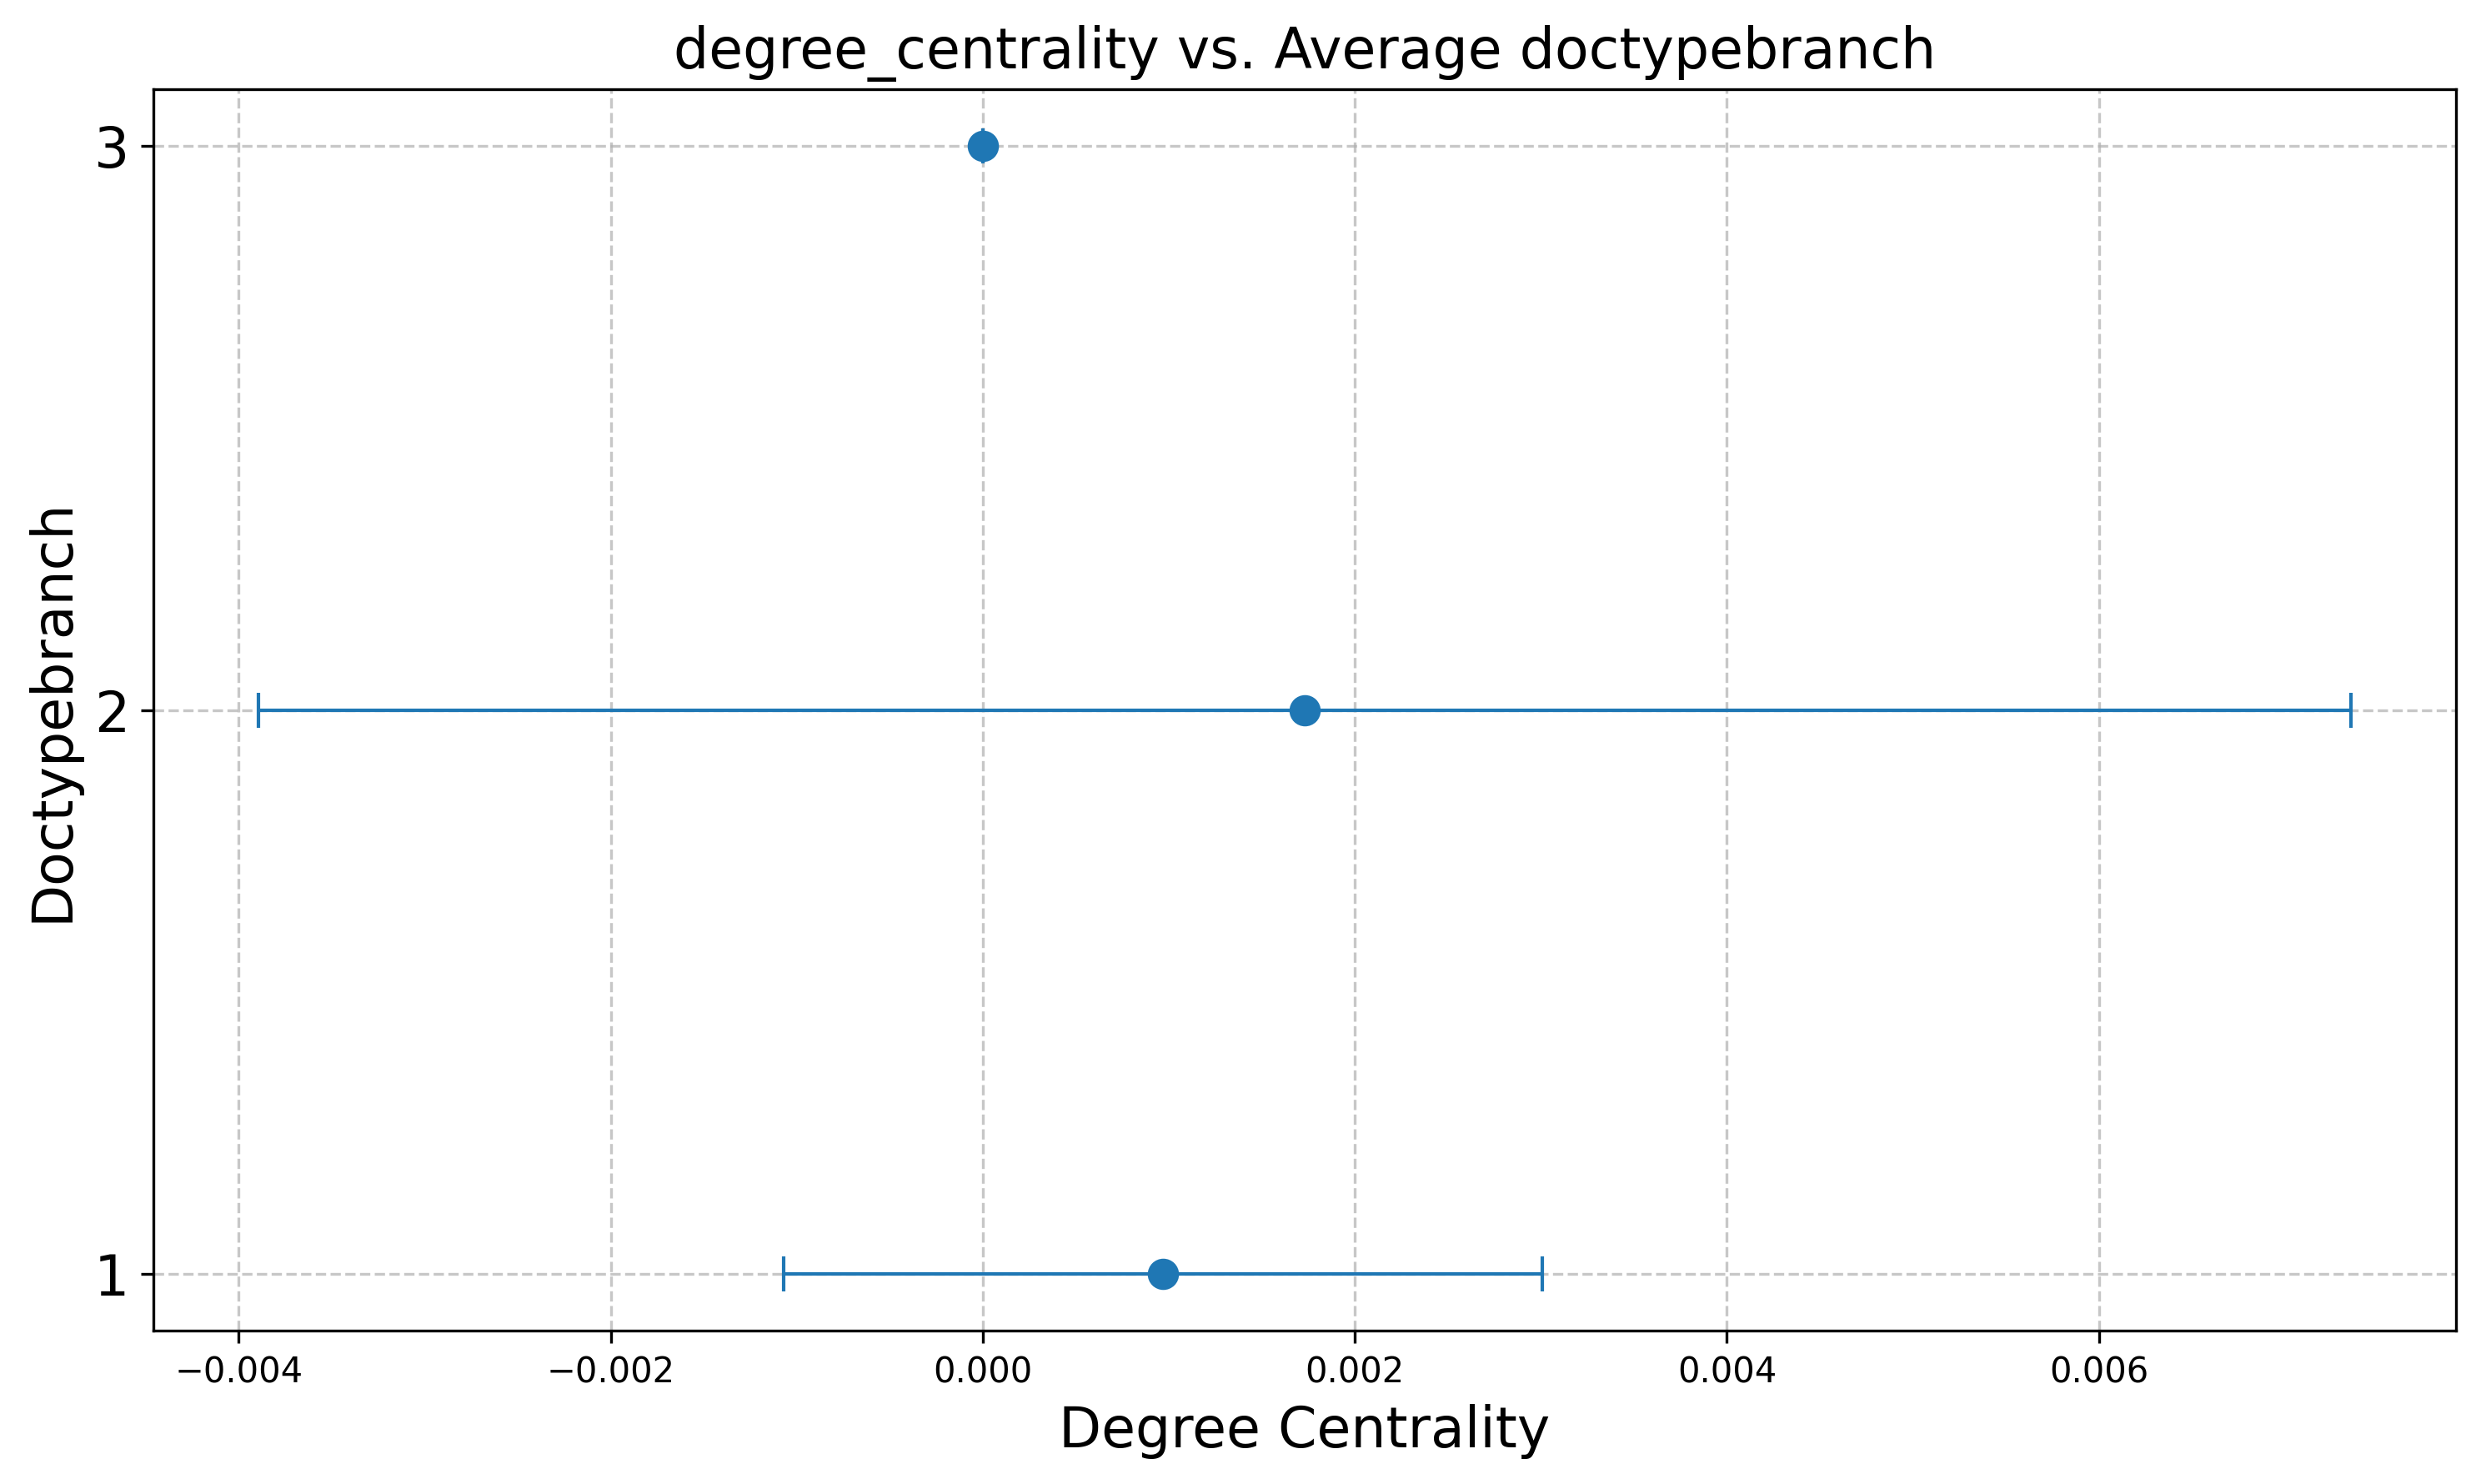 degree_centrality vs. Average doctypebranch
3
2
1
Doctypebranch
−0.004 −0.002 0.000 0.002 0.004 0.006
Degree Centrality